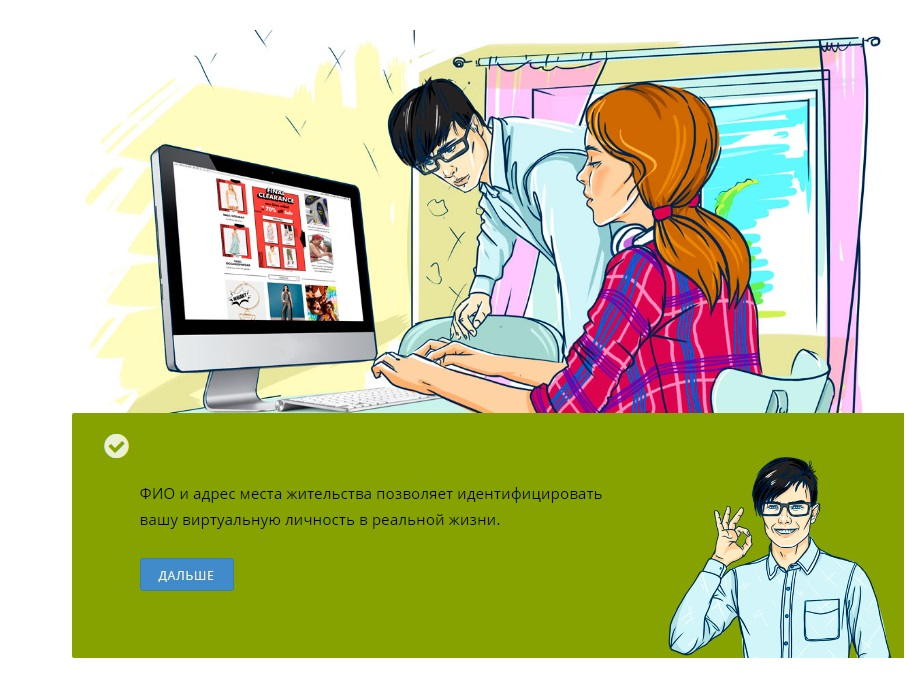 FINAL
CLEARANCE
70%
ФИО и адрес места жительства позволяет идентифицировать
вашу виртуальную личность в реальной жизни.
ДАЛЬШЕ